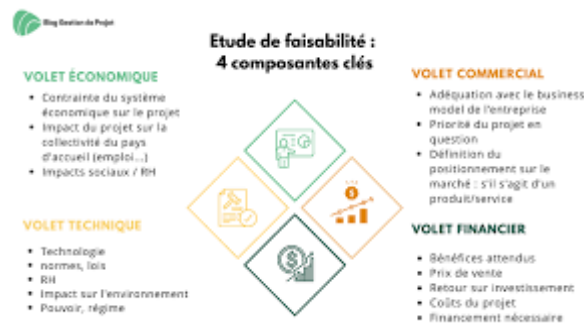 Blog Gestion de Projet
Etude de faisabilité :
4 composantes clés
VOLET ÉCONOMIQUE
• Contrainte du système
économique sur le projet
• Impact du projet sur la
collectivité du pays
d'accueil (emploi...)
• Impacts sociaux / RH
VOLET COMMERCIAL
• Adéquation avec le business
model de l'entreprise
• Priorité du projet en
question
• Définition du
positionnement sur le
marché : s'il s'agit d'un
produit/service
VOLET TECHNIQUE
• Technologie
• normes, lois
• RH
• Impact sur l'environnement
• Pouvoir, régime
VOLET FINANCIER
• Bénéfices attendus
• Prix de vente
• Retour sur investissement
• Coûts du projet
• Financement nécessaire